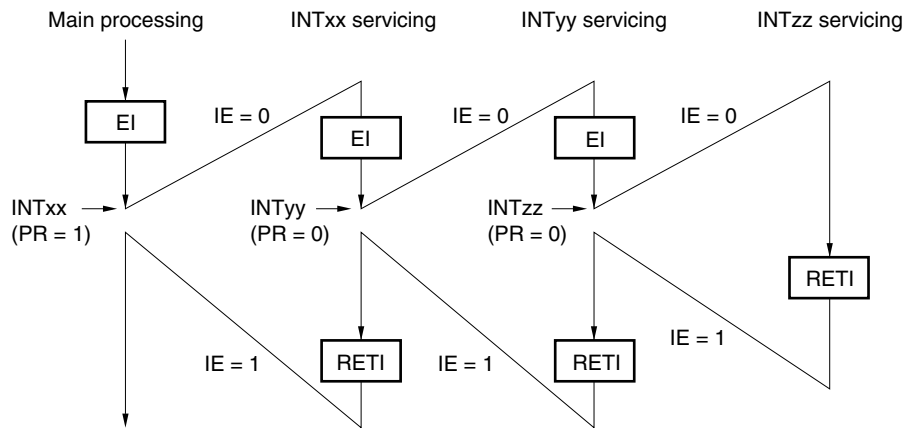 Main processing
INTxx servicing
INTyy servicing
INTzz servicing
EI
IE = 0
EI
IE = 0
EI
IE = 0
INTxx
(PR = 1)
INTyy
(PR = 0)
INTzz
(PR = 0)
RETI
IE = 1
RETI
IE = 1
RETI
IE = 1